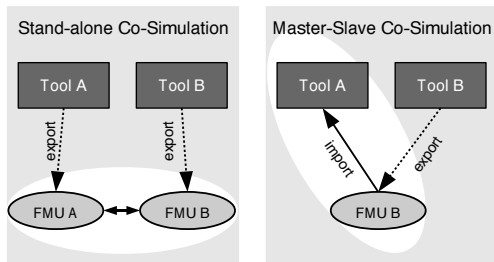 Stand-alone Co-Simulation
Tool A
Tool B
export
export
FMU A
FMU B
Master-Slave Co-Simulation
Tool A
Tool B
import
export
FMU B